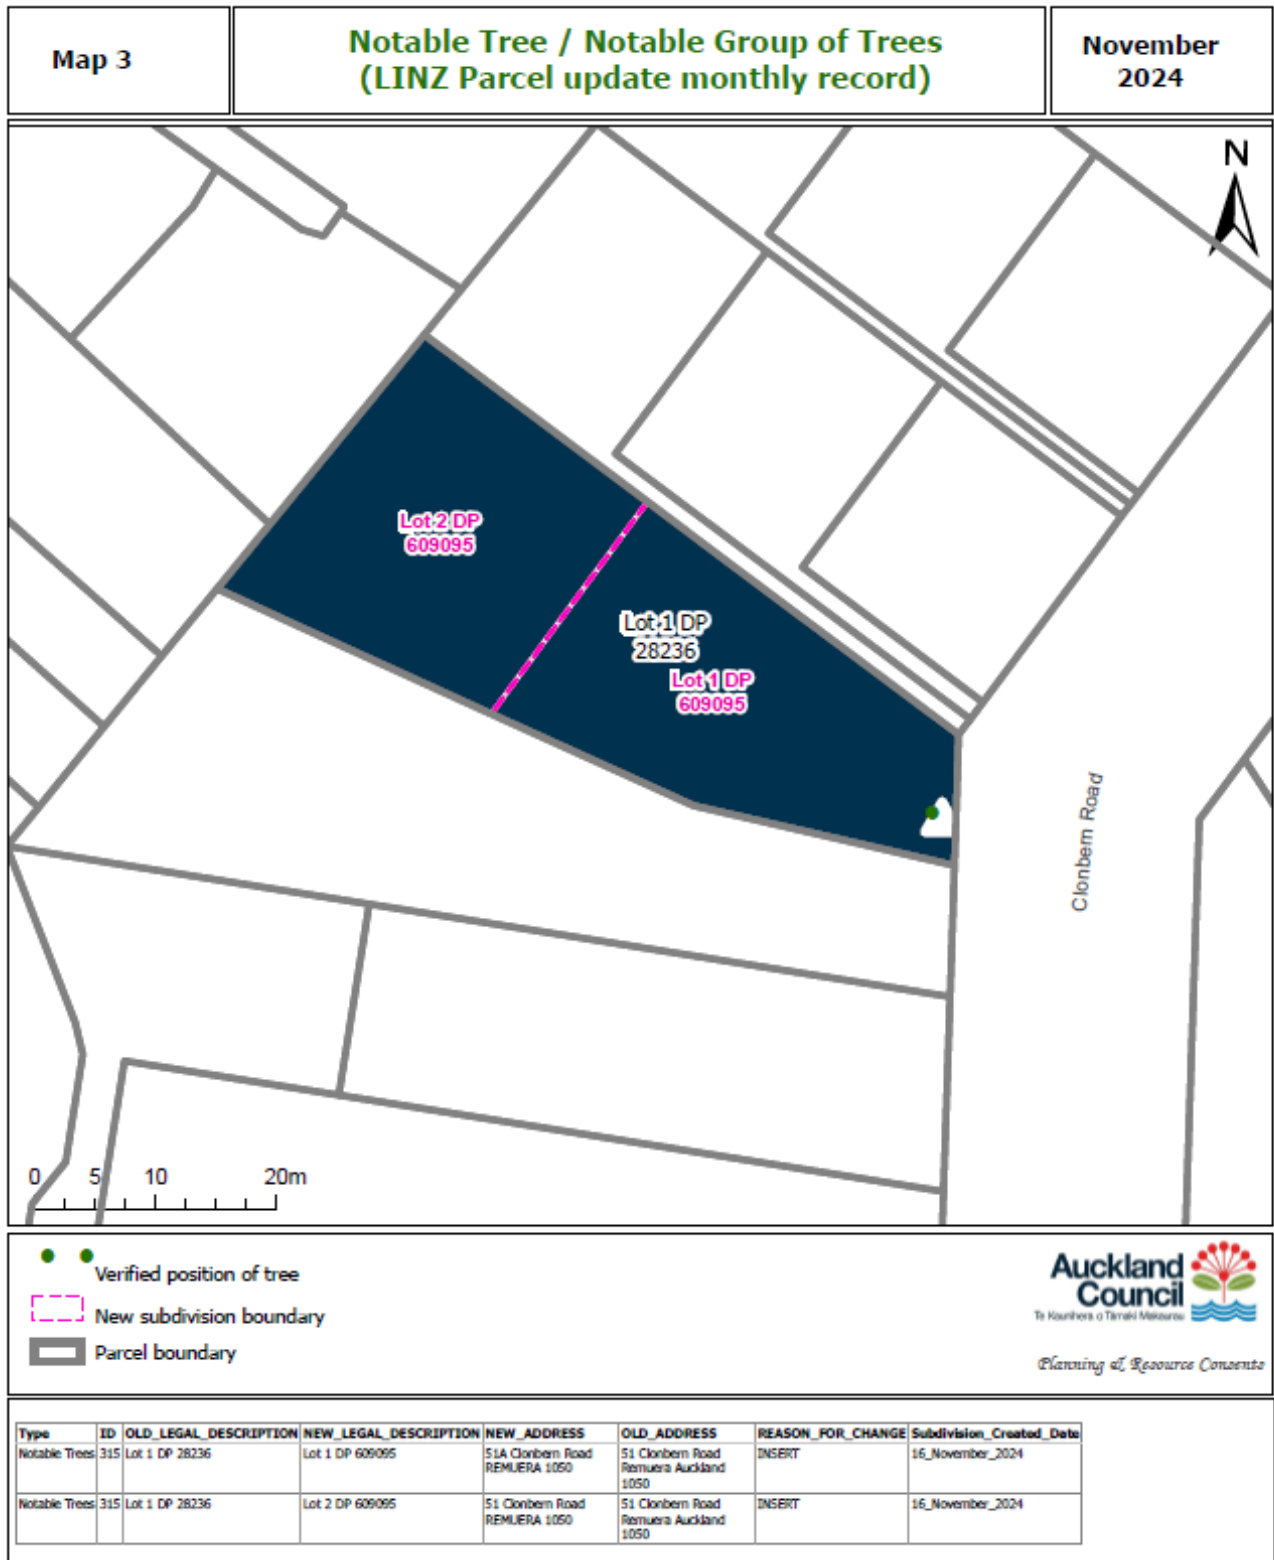 Map 3
Notable Tree / Notable Group of Trees
(LINZ Parcel update monthly record)
November
2024
N
Lot 2 DP
609095
Lot 1 DP
28236
Lot 1 DP
609095
Clonbern Road
0 5 10 20m
Verified position of tree
New subdivision boundary
Parcel boundary
Auckland
Council
Te Kaunihera o Tāmaki Makaurau
Planning & Resource Consents
Type ID OLD_LEGAL_DESCRIPTION NEW_LEGAL_DESCRIPTION NEW_ADDRESS OLD_ADDRESS REASON_FOR_CHANGE Subdivision_Created_Date
Notable Trees 315 Lot 1 DP 28236 Lot 1 DP 609095 51A Clonbern Road 51 Clonbern Road INSERT 16_November_2024
REMUERA 1050 Remuera Auckland
1050
Notable Trees 315 Lot 1 DP 28236 Lot 2 DP 609095 51 Clonbern Road 51 Clonbern Road INSERT 16_November_2024
REMUERA 1050 Remuera Auckland
1050